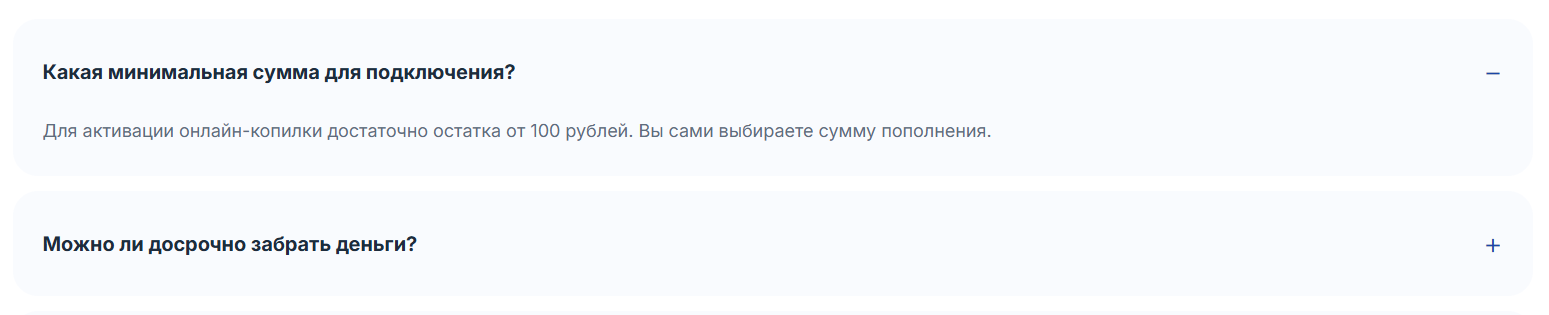 Какая минимальная сумма для подключения?
Для активации онлайн-копилки достаточно остатка от 100 рублей. Вы сами выбираете сумму пополнения.
Можно ли досрочно забрать деньги?